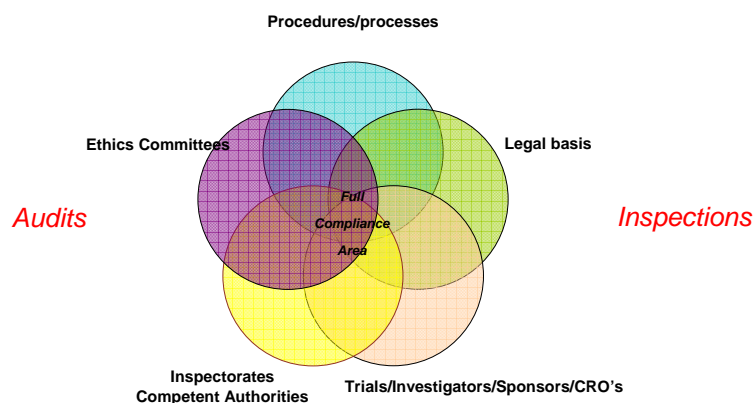 Procedures/processes
Ethics Committees
Legal basis
Full
Audits
Inspections
Compliance
Area
Inspectorates
Competent Authorities
Trials/Investigators/Sponsors/CRO's